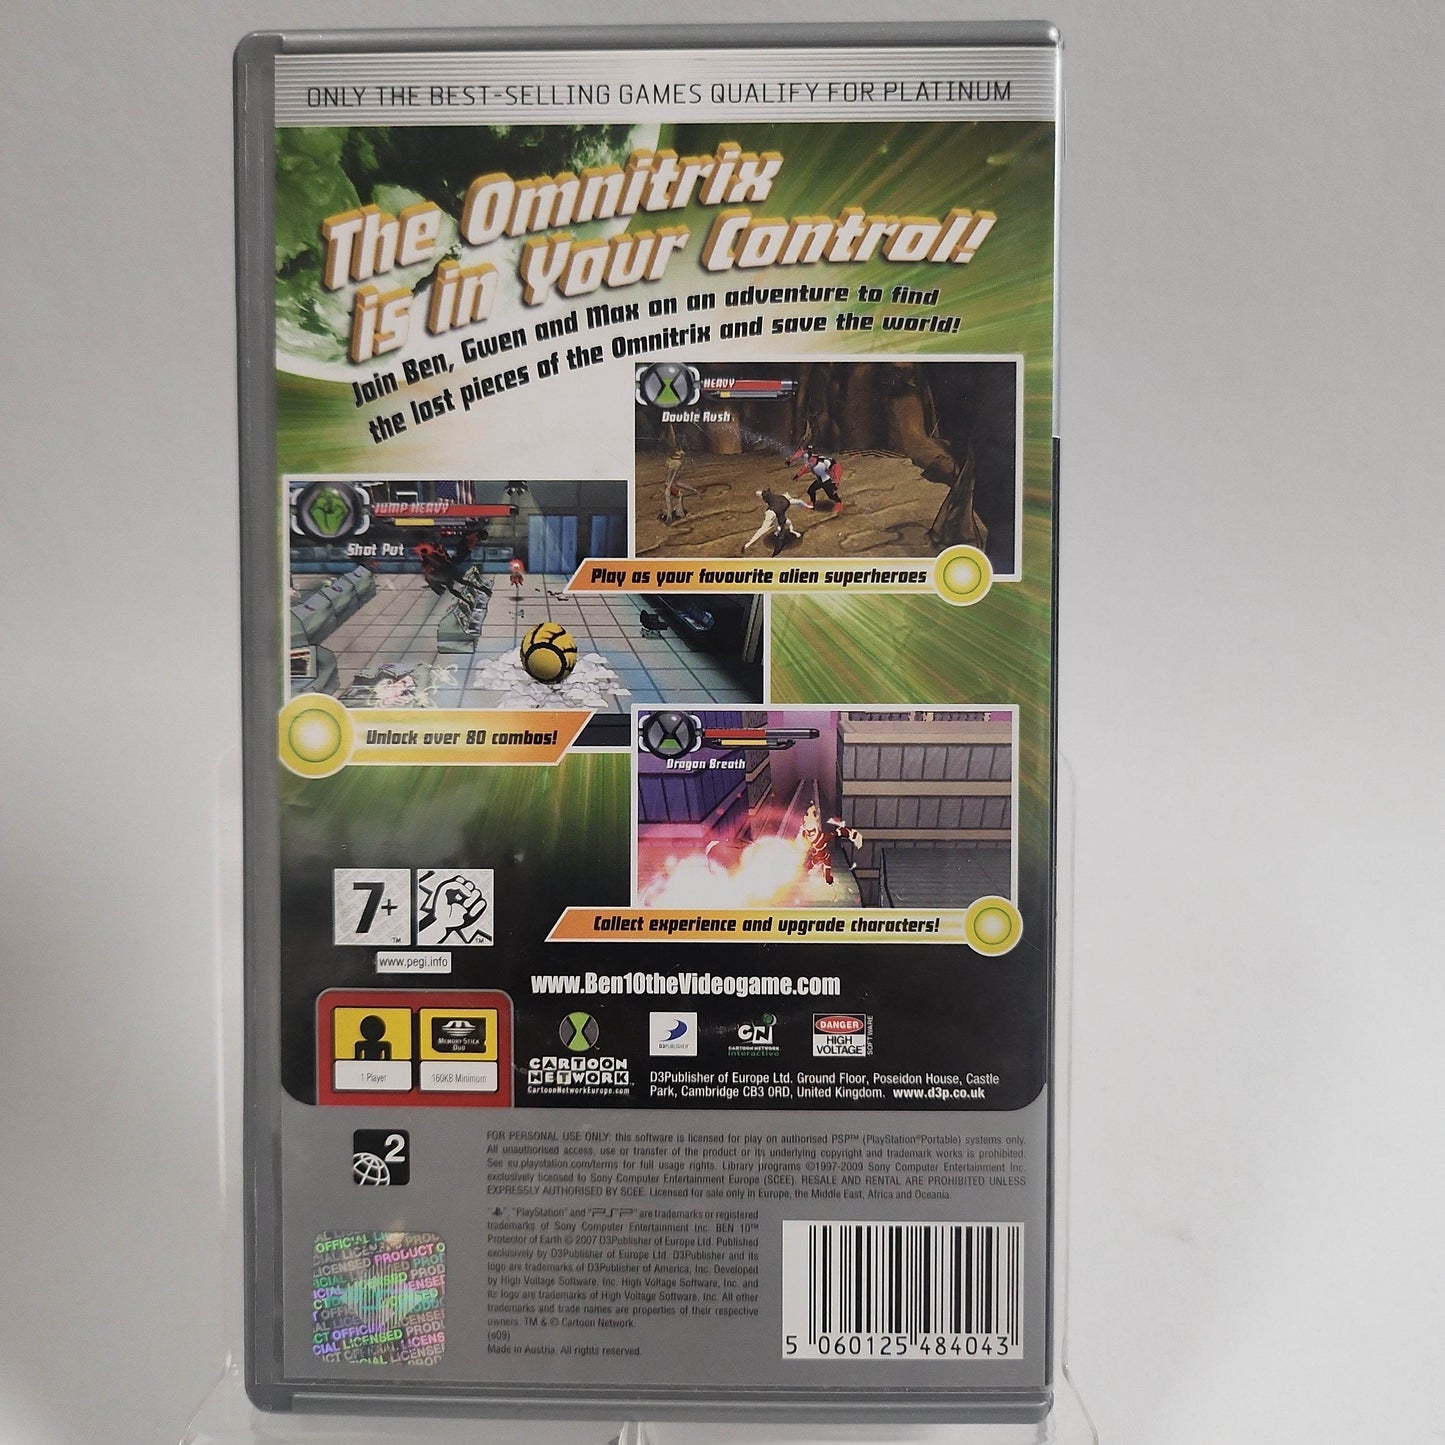 ONLY THE BEST-SELLING GAMES QUALIFY FOR PLATINUM
The Omnitrix
is in Your Control!
Join Ben, Gwen and Max on an adventure to find
the lost pieces of the Omnitrix and save the world!
HEAVY
Double Rush
Play as your favourite alien superheroes
JUMP HEAVY
Shot Put
Unlock over 80 combos!
Dragon Breath
Collect experience and upgrade characters!
7+
TM
TM
www.pegi.info
www.Ben10theVideogame.com
1 Player
MEMORY STICK
DUO
160KB Minimum
CARTOON
NETWORK
CartoonNetworkEurope.com
D3PUBLISHER
CN
CARTOON NETWORK
interactive
DANGER
HIGH
VOLTAGE
SOFTWARE
D3Publisher of Europe Ltd. Ground Floor, Poseidon House, Castle
Park, Cambridge CB3 0RD, United Kingdom. www.d3p.co.uk
2
FOR PERSONAL USE ONLY: this software is licensed for play on authorised PSP™ (PlayStation®Portable) systems only.
All unauthorised access, use or transfer of the product or its underlying copyright and trademark works is prohibited.
See eu.playstation.com/terms for full usage rights. Library programs ©1997-2009 Sony Computer Entertainment Inc.
exclusively licensed to Sony Computer Entertainment Europe (SCEE). RESALE AND RENTAL ARE PROHIBITED UNLESS
EXPRESSLY AUTHORISED BY SCEE. Licensed for sale only in Europe, the Middle East, Africa and Oceania.
"", "PlayStation" and "PSP" are trademarks or registered
trademarks of Sony Computer Entertainment Inc. BEN 10™
Protector of Earth © 2007 D3Publisher of Europe Ltd. Published
exclusively by D3Publisher of Europe Ltd. D3Publisher and its
logo are trademarks of D3Publisher of America, Inc. Developed
by High Voltage Software, Inc. High Voltage Software, Inc. and
its logo are trademarks of High Voltage Software, Inc. All other
trademarks and trade names are properties of their respective
owners. TM & © Cartoon Network.
(s09)
Made in Austria. All rights reserved.
OFFICIAL LICENSED PRODUCT
5 060125 484043